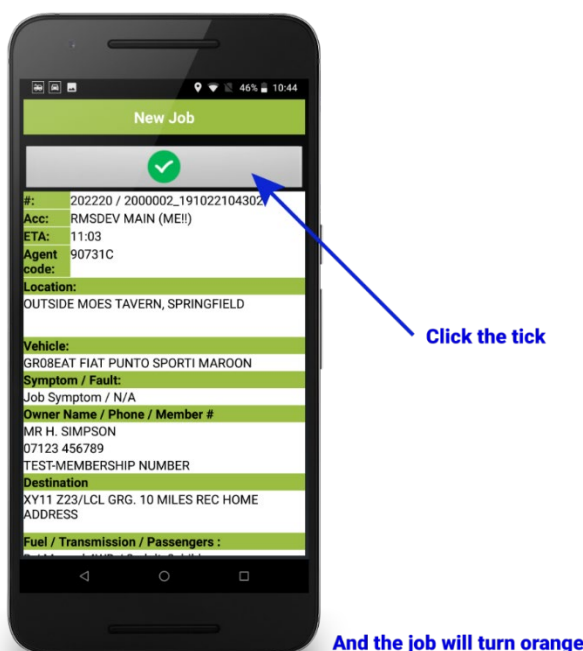 46% 10:44
New Job
#: 202220 / 2000002_191022104302
Acc: RMSDEV MAIN (ME!!)
ETA: 11:03
Agent 90731C
code:
Location:
OUTSIDE MOES TAVERN, SPRINGFIELD
Vehicle:
GR08EAT FIAT PUNTO SPORTI MAROON
Symptom / Fault:
Job Symptom / N/A
Owner Name / Phone / Member #
MR H. SIMPSON
07123 456789
TEST-MEMBERSHIP NUMBER
Destination
XY11 Z23/LCL GRG. 10 MILES REC HOME
ADDRESS
Fuel / Transmission / Passengers :
Click the tick
And the job will turn orange